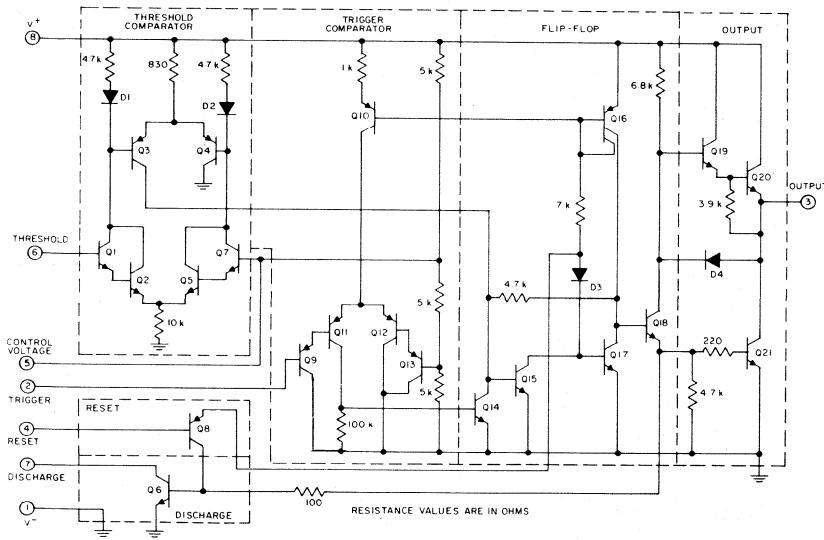 THRESHOLD
COMPARATOR
TRIGGER
COMPARATOR
FLIP-FLOP
OUTPUT
V+
8
4.7k
830
4.7k
1k
5k
6.8k
D1
D2
Q10
Q16
Q3
Q4
Q19
Q20
OUTPUT
3
7k
3.9k
THRESHOLD
6
Q1
Q2
Q5
Q7
D3
D4
10k
5k
4.7k
Q18
CONTROL
VOLTAGE
5
Q11
Q12
Q9
Q13
Q17
220
Q21
2
TRIGGER
5k
Q14
Q15
4.7k
RESET
4
RESET
Q8
100k
7
DISCHARGE
Q6
100
1
V-
DISCHARGE
RESISTANCE VALUES ARE IN OHMS